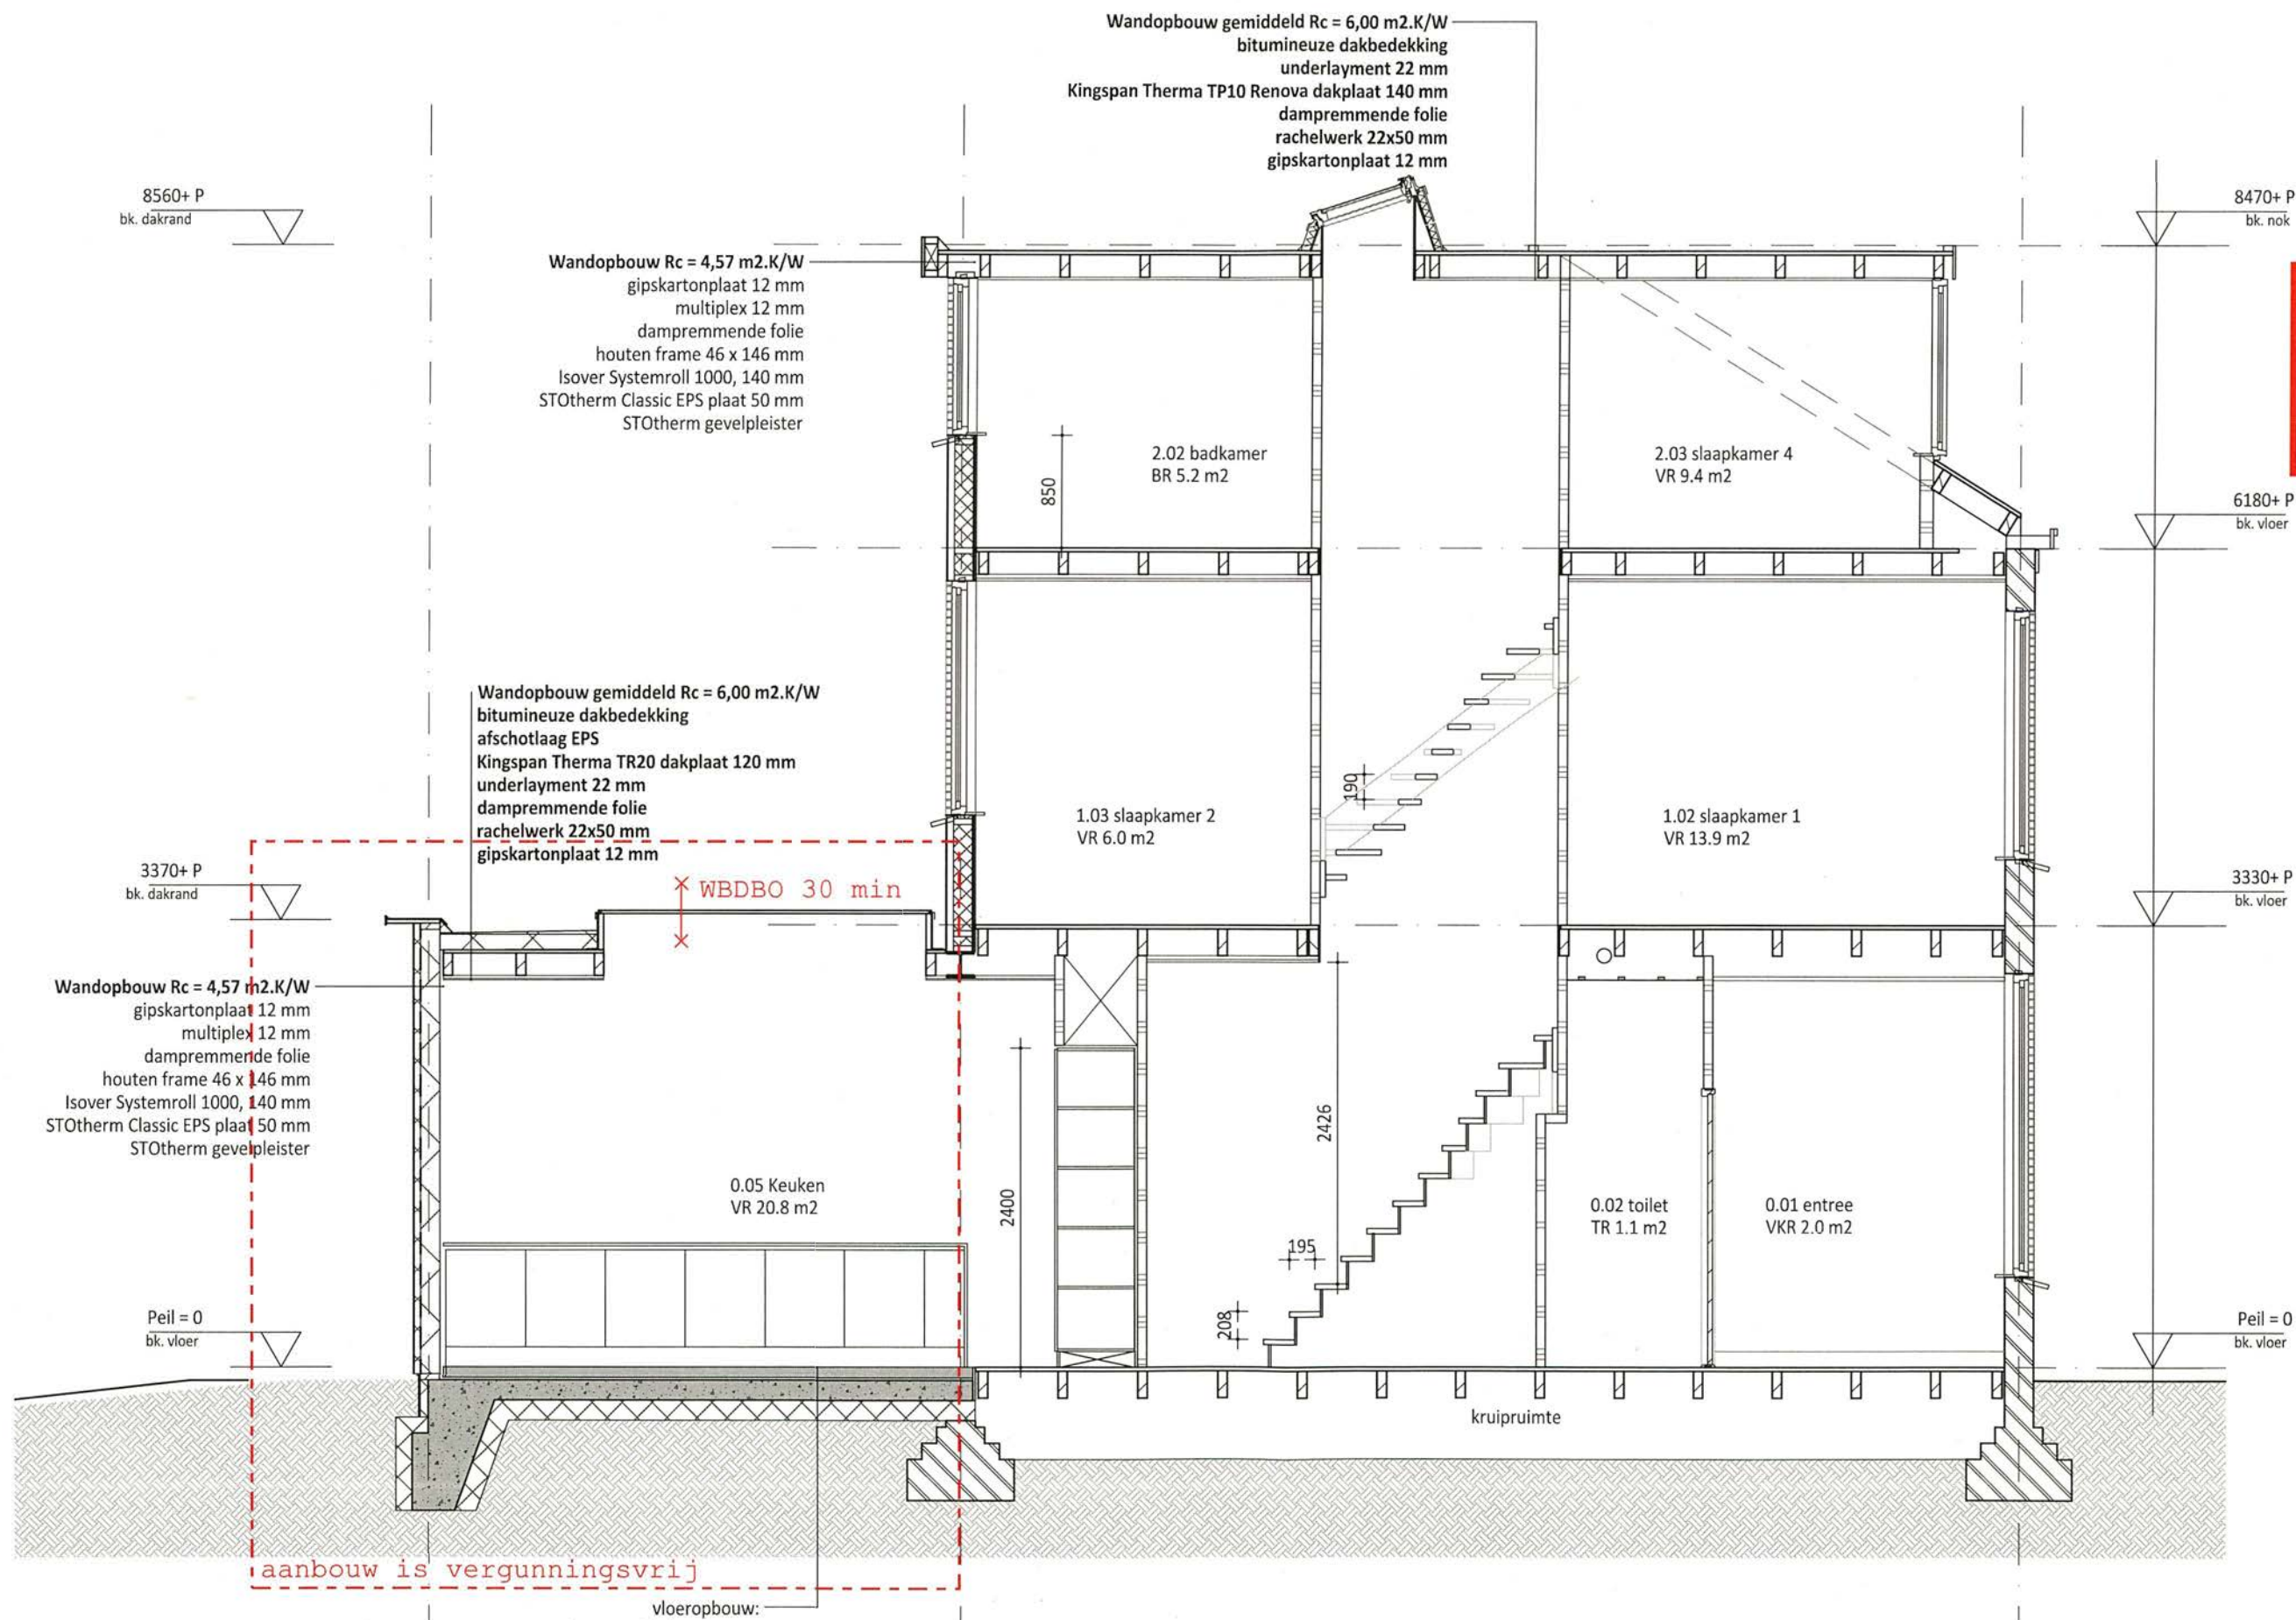 Wandopbouw gemiddeld Rc = 6,00 m2.K/W
bitumineuze dakbedekking
underlayment 22 mm
Kingspan Therma TP10 Renova dakplaat 140 mm
dampremmende folie
rachelwerk 22x50 mm
gipskartonplaat 12 mm
8560+ P
bk. dakrand
8470+ P
bk. nok
Wandopbouw Rc = 4,57 m2.K/W
gipskartonplaat 12 mm
multiplex 12 mm
dampremmende folie
houten frame 46 x 146 mm
Isover Systemroll 1000, 140 mm
STOtherm Classic EPS plaat 50 mm
STOtherm gevelpleister
2.02 badkamer
BR 5.2 m2
2.03 slaapkamer 4
VR 9.4 m2
850
6180+ P
bk. vloer
Wandopbouw gemiddeld Rc = 6,00 m2.K/W
bitumineuze dakbedekking
afschotlaag EPS
Kingspan Therma TR20 dakplaat 120 mm
underlayment 22 mm
dampremmende folie
rachelwerk 22x50 mm
gipskartonplaat 12 mm
190
1.03 slaapkamer 2
VR 6.0 m2
1.02 slaapkamer 1
VR 13.9 m2
3370+ P
bk. dakrand
WBDBO 30 min
3330+ P
bk. vloer
Wandopbouw Rc = 4,57 m2.K/W
gipskartonplaat 12 mm
multiplex 12 mm
dampremmende folie
houten frame 46 x 146 mm
Isover Systemroll 1000, 140 mm
STOtherm Classic EPS plaat 50 mm
STOtherm gevelpleister
2426
0.05 Keuken
VR 20.8 m2
2400
0.02 toilet
TR 1.1 m2
0.01 entree
VKR 2.0 m2
195
208
Peil = 0
bk. vloer
Peil = 0
bk. vloer
kruipruimte
aanbouw is vergunningsvrij
vloeropbouw: